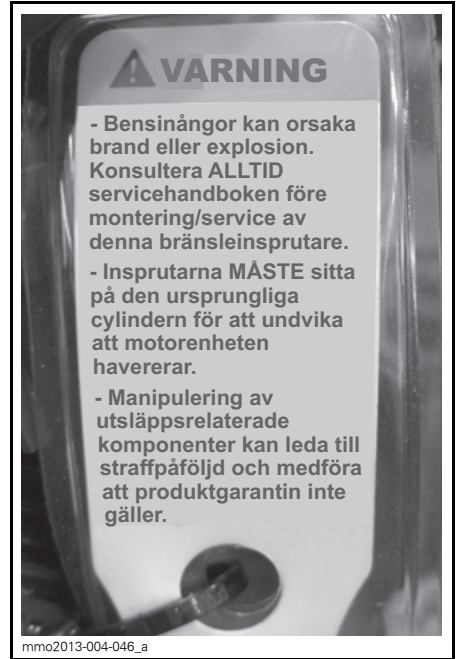 VARNING
- Bensinångor kan orsaka
brand eller explosion.
Konsultera ALLTID
servicehandboken före
montering/service av
denna bränsleinsprutare.
- Insprutarna MÅSTE sitta
på den ursprungliga
cylindern för att undvika
att motorenheten
havererar.
- Manipulering av
utsläppsrelaterade
komponenter kan leda till
straffpåföljd och medföra
att produktgarantin inte
gäller.
mmo2013-004-046_a